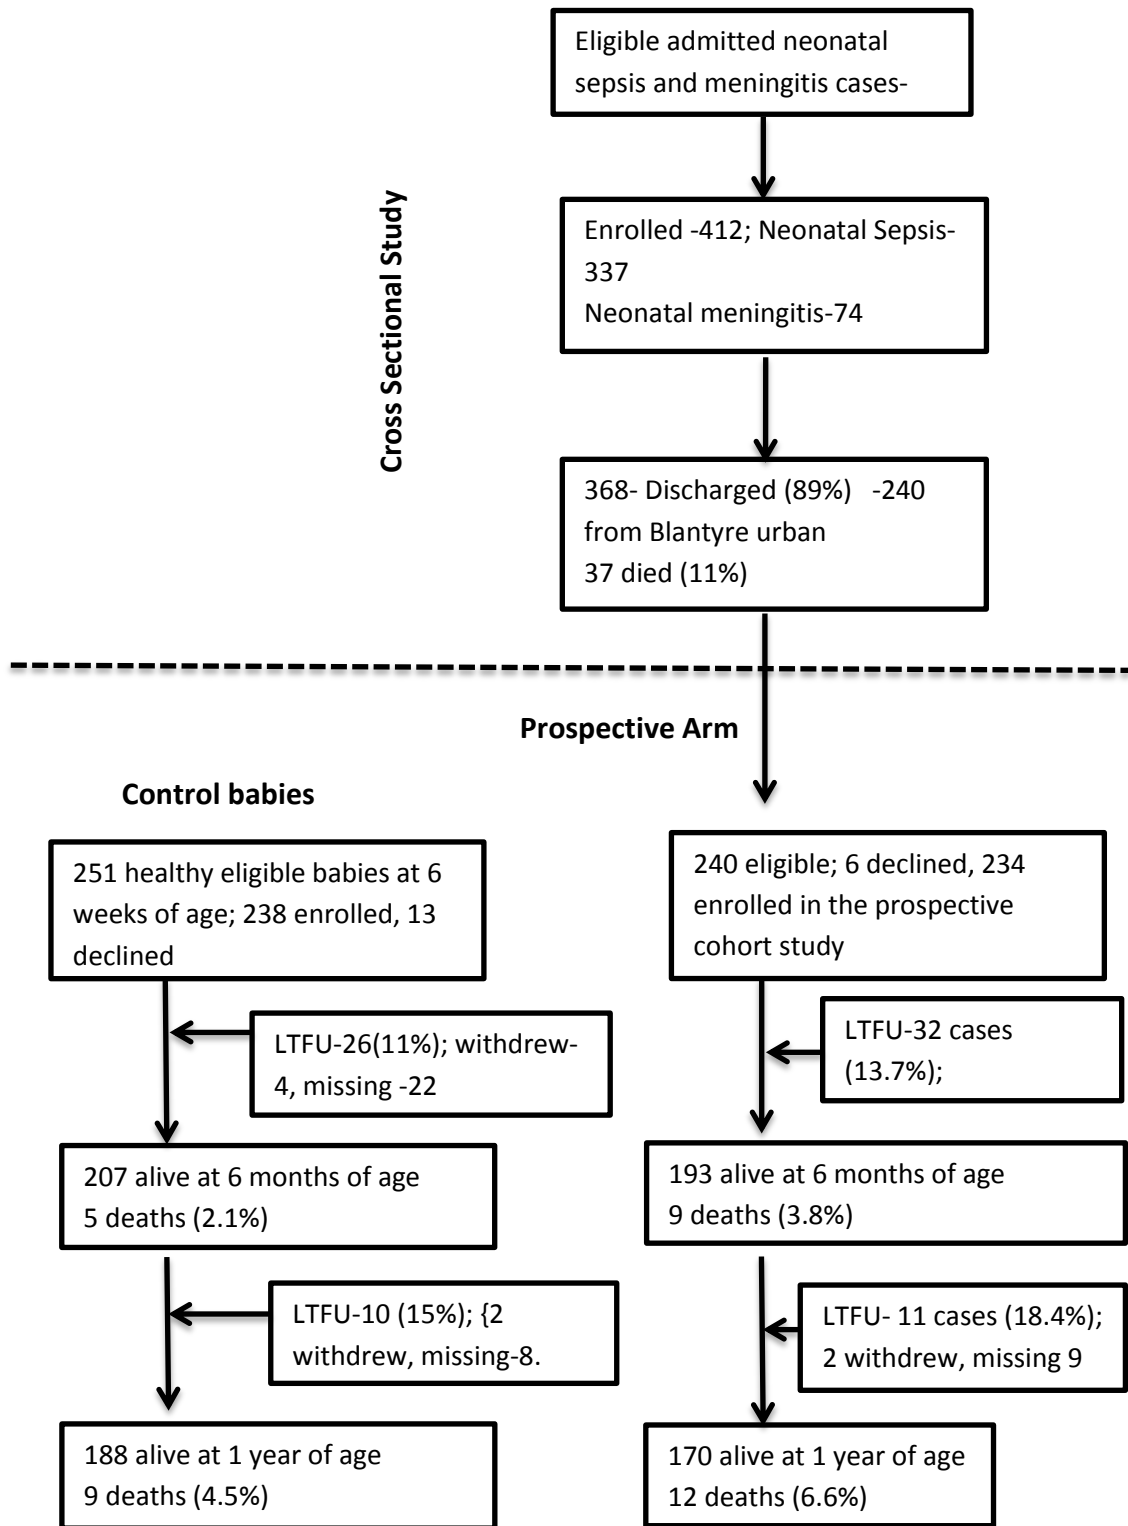 Eligible admitted neonatal
sepsis and meningitis cases-
Cross Sectional Study
Enrolled -412; Neonatal Sepsis-
337
Neonatal meningitis-74
368- Discharged (89%) -240
from Blantyre urban
37 died (11%)
Prospective Arm
Control babies
251 healthy eligible babies at 6
weeks of age; 238 enrolled, 13
declined
240 eligible; 6 declined, 234
enrolled in the prospective
cohort study
LTFU-26(11%); withdrew-
4, missing -22
LTFU-32 cases
(13.7%);
207 alive at 6 months of age
5 deaths (2.1%)
193 alive at 6 months of age
9 deaths (3.8%)
LTFU-10 (15%); {2
withdrew, missing-8.
LTFU- 11 cases (18.4%);
2 withdrew, missing 9
188 alive at 1 year of age
9 deaths (4.5%)
170 alive at 1 year of age
12 deaths (6.6%)